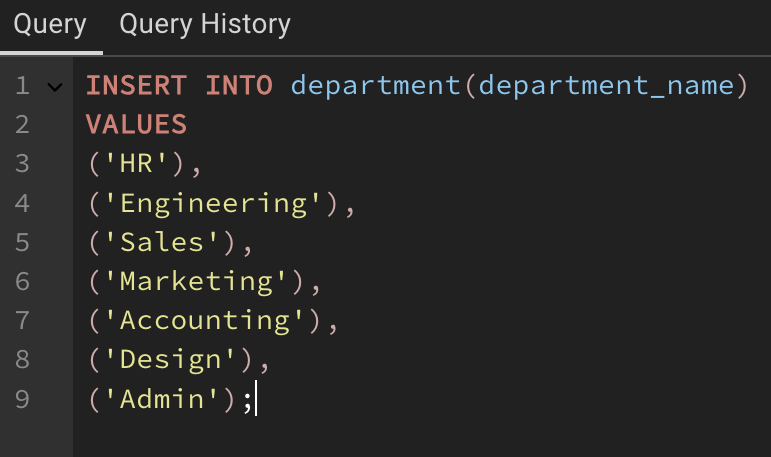 Query Query History
1 INSERT INTO department(department_name)
2 VALUES
3 ('HR'),
4 ('Engineering'),
5 ('Sales'),
6 ('Marketing'),
7 ('Accounting'),
8 ('Design'),
9 ('Admin');